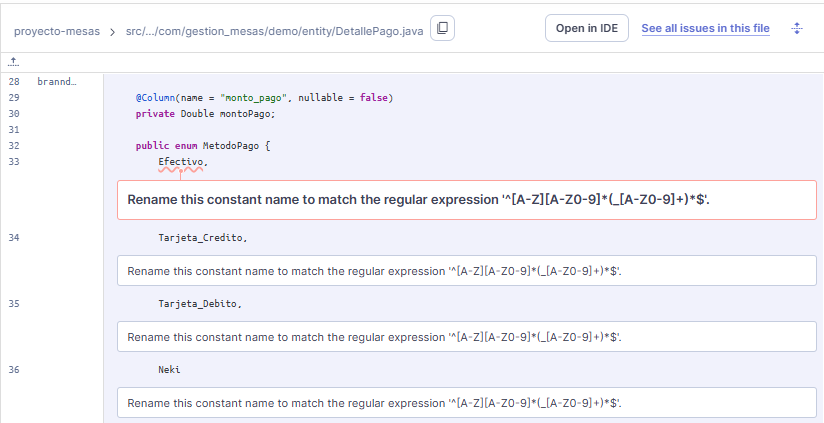 proyecto-mesas > src/.../com/gestion_mesas/demo/entity/DetallePago.java Open in IDE See all issues in this file
28 brannd…
29 @Column(name = "monto_pago", nullable = false)
30 private Double montoPago;
31
32 public enum MetodoPago {
33 Efectivo,
Rename this constant name to match the regular expression '^[A-Z][A-Z0-9]*(_[A-Z0-9]+)*$'.
34 Tarjeta_Credito,
Rename this constant name to match the regular expression '^[A-Z][A-Z0-9]*(_[A-Z0-9]+)*$'.
35 Tarjeta_Debito,
Rename this constant name to match the regular expression '^[A-Z][A-Z0-9]*(_[A-Z0-9]+)*$'.
36 Neki
Rename this constant name to match the regular expression '^[A-Z][A-Z0-9]*(_[A-Z0-9]+)*$'.